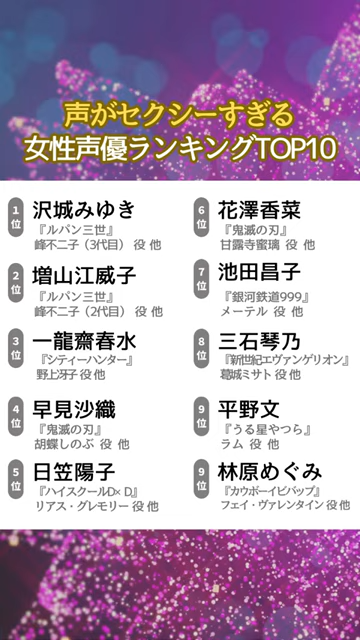 声がセクシーすぎる
女性声優ランキングTOP10
1位
沢城みゆき
『ルパン三世』
峰不二子（3代目） 役 他
2位
増山江威子
『ルパン三世』
峰不二子（2代目） 役 他
3位
一龍齋春水
『シティーハンター』
野上冴子 役 他
4位
早見沙織
『鬼滅の刃』
胡蝶しのぶ 役 他
5位
日笠陽子
『ハイスクールD×D』
リアス・グレモリー 役 他
6位
花澤香菜
『鬼滅の刃』
甘露寺蜜璃 役 他
7位
池田昌子
『銀河鉄道999』
メーテル 役 他
8位
三石琴乃
『新世紀エヴァンゲリオン』
葛城ミサト 役 他
9位
平野文
『うる星やつら』
ラム 役 他
9位
林原めぐみ
『カウボーイビバップ』
フェイ・ヴァレンタイン 役 他